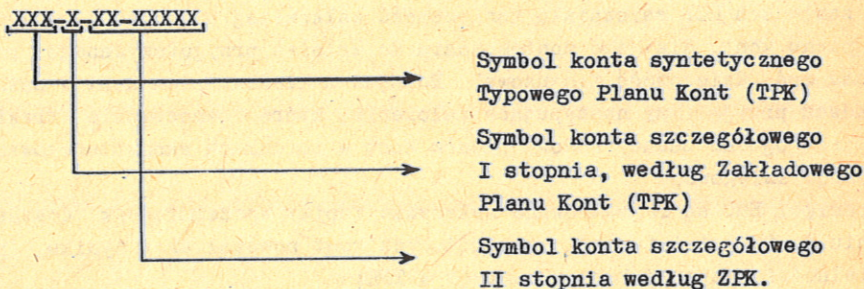 XXX-X-XX-XXXXX
Symbol konta syntetycznego
Typowego Planu Kont (TPK)
Symbol konta szczegółowego
I stopnia, według Zakładowego
Planu Kont (TPK)
Symbol konta szczegółowego
II stopnia według ZPK.